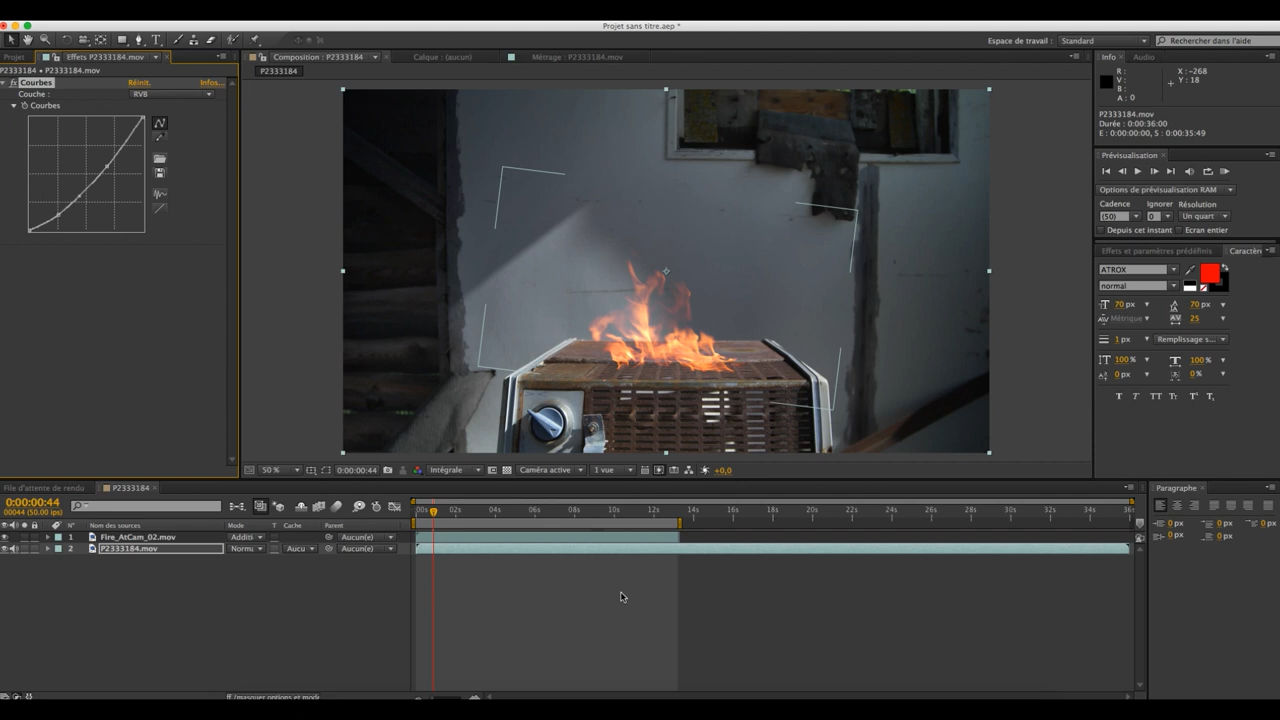 Projet sans titre.aep *
Espace de travail : Standard Rechercher dans l'aide
Projet Effets P2333184.mov
Composition : P2333184 Calque : (aucun) Métrage : P2333184.mov
Info Audio
P2333184 • P2333184.mov
P2333184
fx Courbes Réinit. Infos...
Couche : RVB
Courbes
R :
V :
B :
A : 0
X : -268
Y : 18
P2333184.mov
Durée : 0:00:36:00
E : 0:00:00:00, S : 0:00:35:49
Prévisualisation
Options de prévisualisation RAM
Cadence Ignorer Résolution
(50) 0 Un quart
Depuis cet instant Ecran entier
Effets et paramètres prédéfinis Caractère
ATROX
normal
70 px 70 px
Métrique 25
1 px Remplissage s...
100 % 100 %
0 px 0 %
T T TT Tт T' T,
50 % 0:00:00:44 Intégrale Caméra active 1 vue +0,0
File d'attente de rendu P2333184
Paragraphe
0:00:00:44
00044 (50.00 ips)
00s 02s 04s 06s 08s 10s 12s 14s 16s 18s 20s 22s 24s 26s 28s 30s 32s 34s 36s
N° Nom des sources Mode Cache Parent
1 Fire_AtCam_02.mov Additi Aucun(e)
2 P2333184.mov Norma Aucu Aucun(e)
0 px 0 px 0 px
0 px 0 px